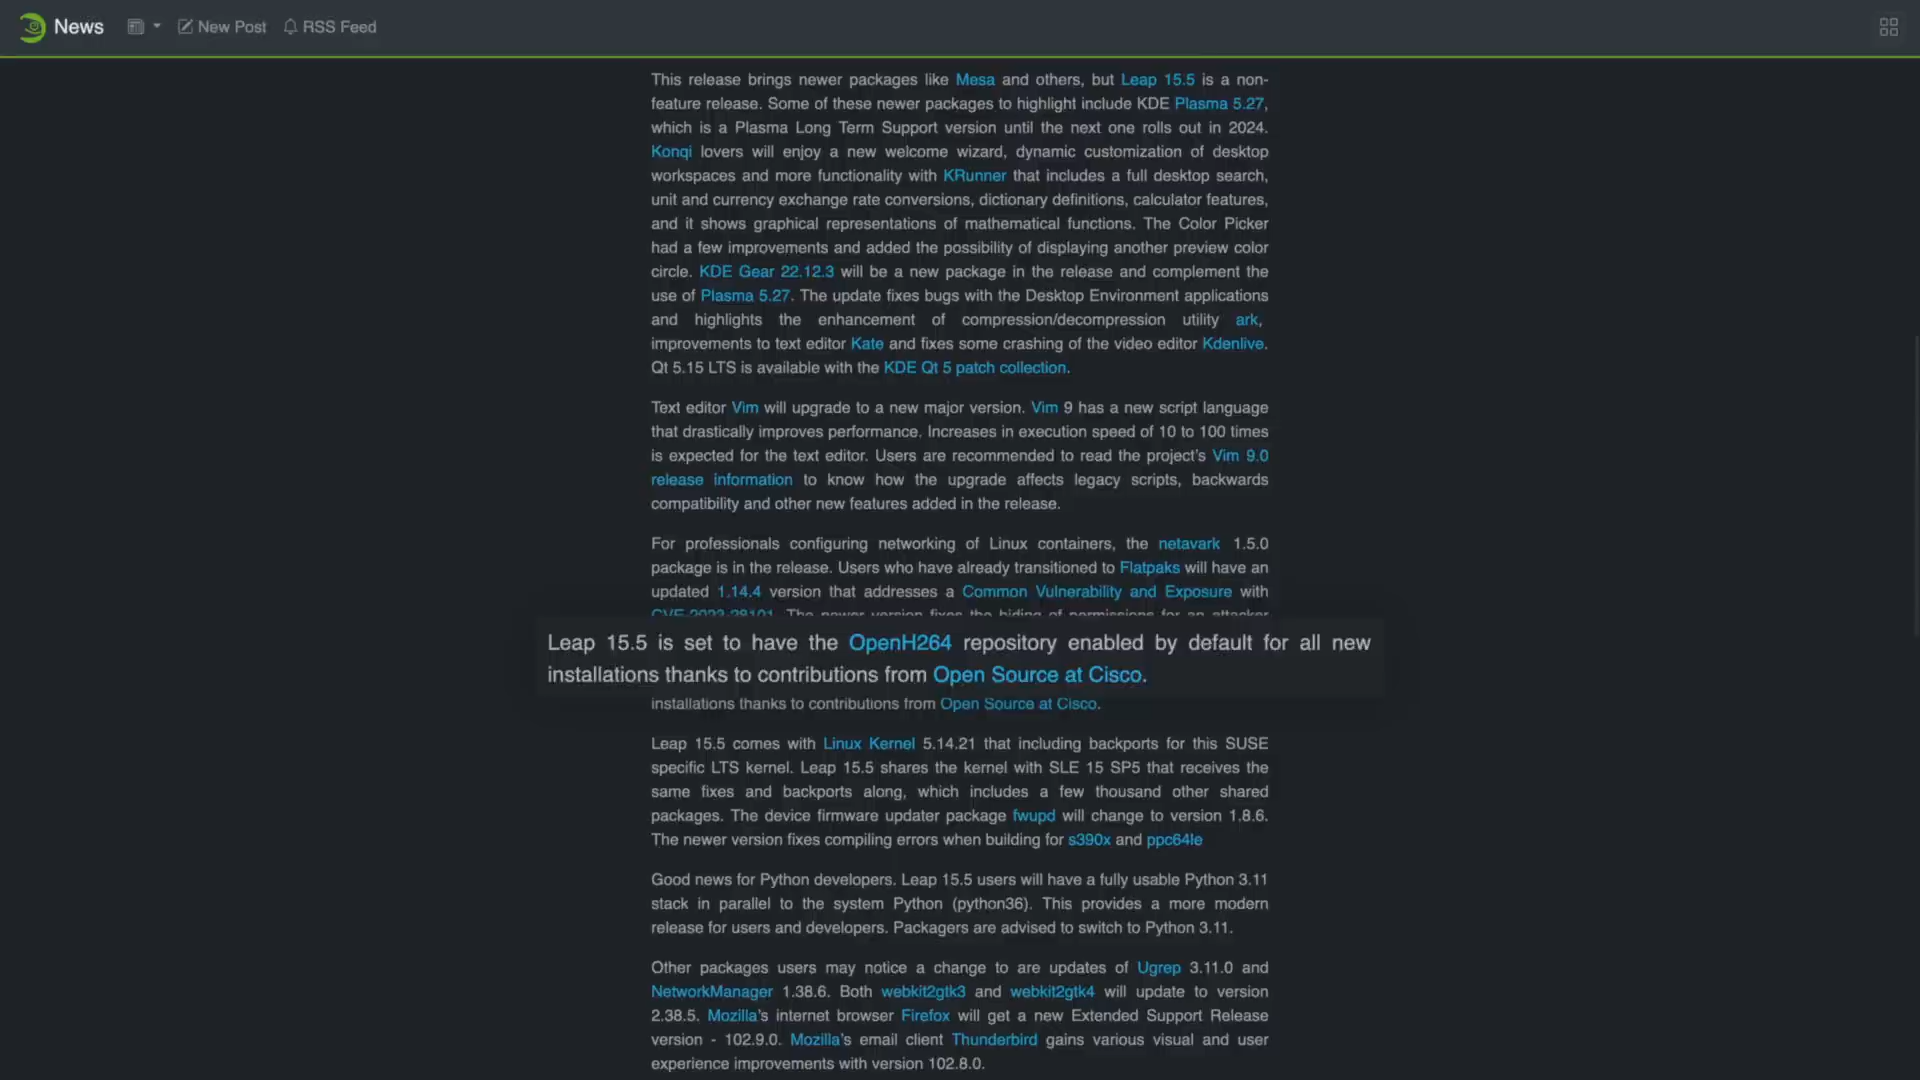 News
New Post
RSS Feed
This release brings newer packages like Mesa and others, but Leap 15.5 is a non-
feature release. Some of these newer packages to highlight include KDE Plasma 5.27,
which is a Plasma Long Term Support version until the next one rolls out in 2024.
Konqi lovers will enjoy a new welcome wizard, dynamic customization of desktop
workspaces and more functionality with KRunner that includes a full desktop search,
unit and currency exchange rate conversions, dictionary definitions, calculator features,
and it shows graphical representations of mathematical functions. The Color Picker
had a few improvements and added the possibility of displaying another preview color
circle. KDE Gear 22.12.3 will be a new package in the release and complement the
use of Plasma 5.27. The update fixes bugs with the Desktop Environment applications
and highlights the enhancement of compression/decompression utility ark,
improvements to text editor Kate and fixes some crashing of the video editor Kdenlive.
Qt 5.15 LTS is available with the KDE Qt 5 patch collection.
Text editor Vim will upgrade to a new major version. Vim 9 has a new script language
that drastically improves performance. Increases in execution speed of 10 to 100 times
is expected for the text editor. Users are recommended to read the project's Vim 9.0
release information to know how the upgrade affects legacy scripts, backwards
compatibility and other new features added in the release.
For professionals configuring networking of Linux containers, the netavark 1.5.0
package is in the release. Users who have already transitioned to Flatpaks will have an
updated 1.14.4 version that addresses a Common Vulnerability and Exposure with
CVE-2023-28101. The newer version fixes the hiding of permissions for an attacker
Leap 15.5 is set to have the OpenH264 repository enabled by default for all new
installations thanks to contributions from Open Source at Cisco.
installations thanks to contributions from Open Source at Cisco.
Leap 15.5 comes with Linux Kernel 5.14.21 that including backports for this SUSE
specific LTS kernel. Leap 15.5 shares the kernel with SLE 15 SP5 that receives the
same fixes and backports along, which includes a few thousand other shared
packages. The device firmware updater package fwupd will change to version 1.8.6.
The newer version fixes compiling errors when building for s390x and ppc64le
Good news for Python developers. Leap 15.5 users will have a fully usable Python 3.11
stack in parallel to the system Python (python36). This provides a more modern
release for users and developers. Packagers are advised to switch to Python 3.11.
Other packages users may notice a change to are updates of Ugrep 3.11.0 and
NetworkManager 1.38.6. Both webkit2gtk3 and webkit2gtk4 will update to version
2.38.5. Mozilla's internet browser Firefox will get a new Extended Support Release
version - 102.9.0. Mozilla's email client Thunderbird gains various visual and user
experience improvements with version 102.8.0.